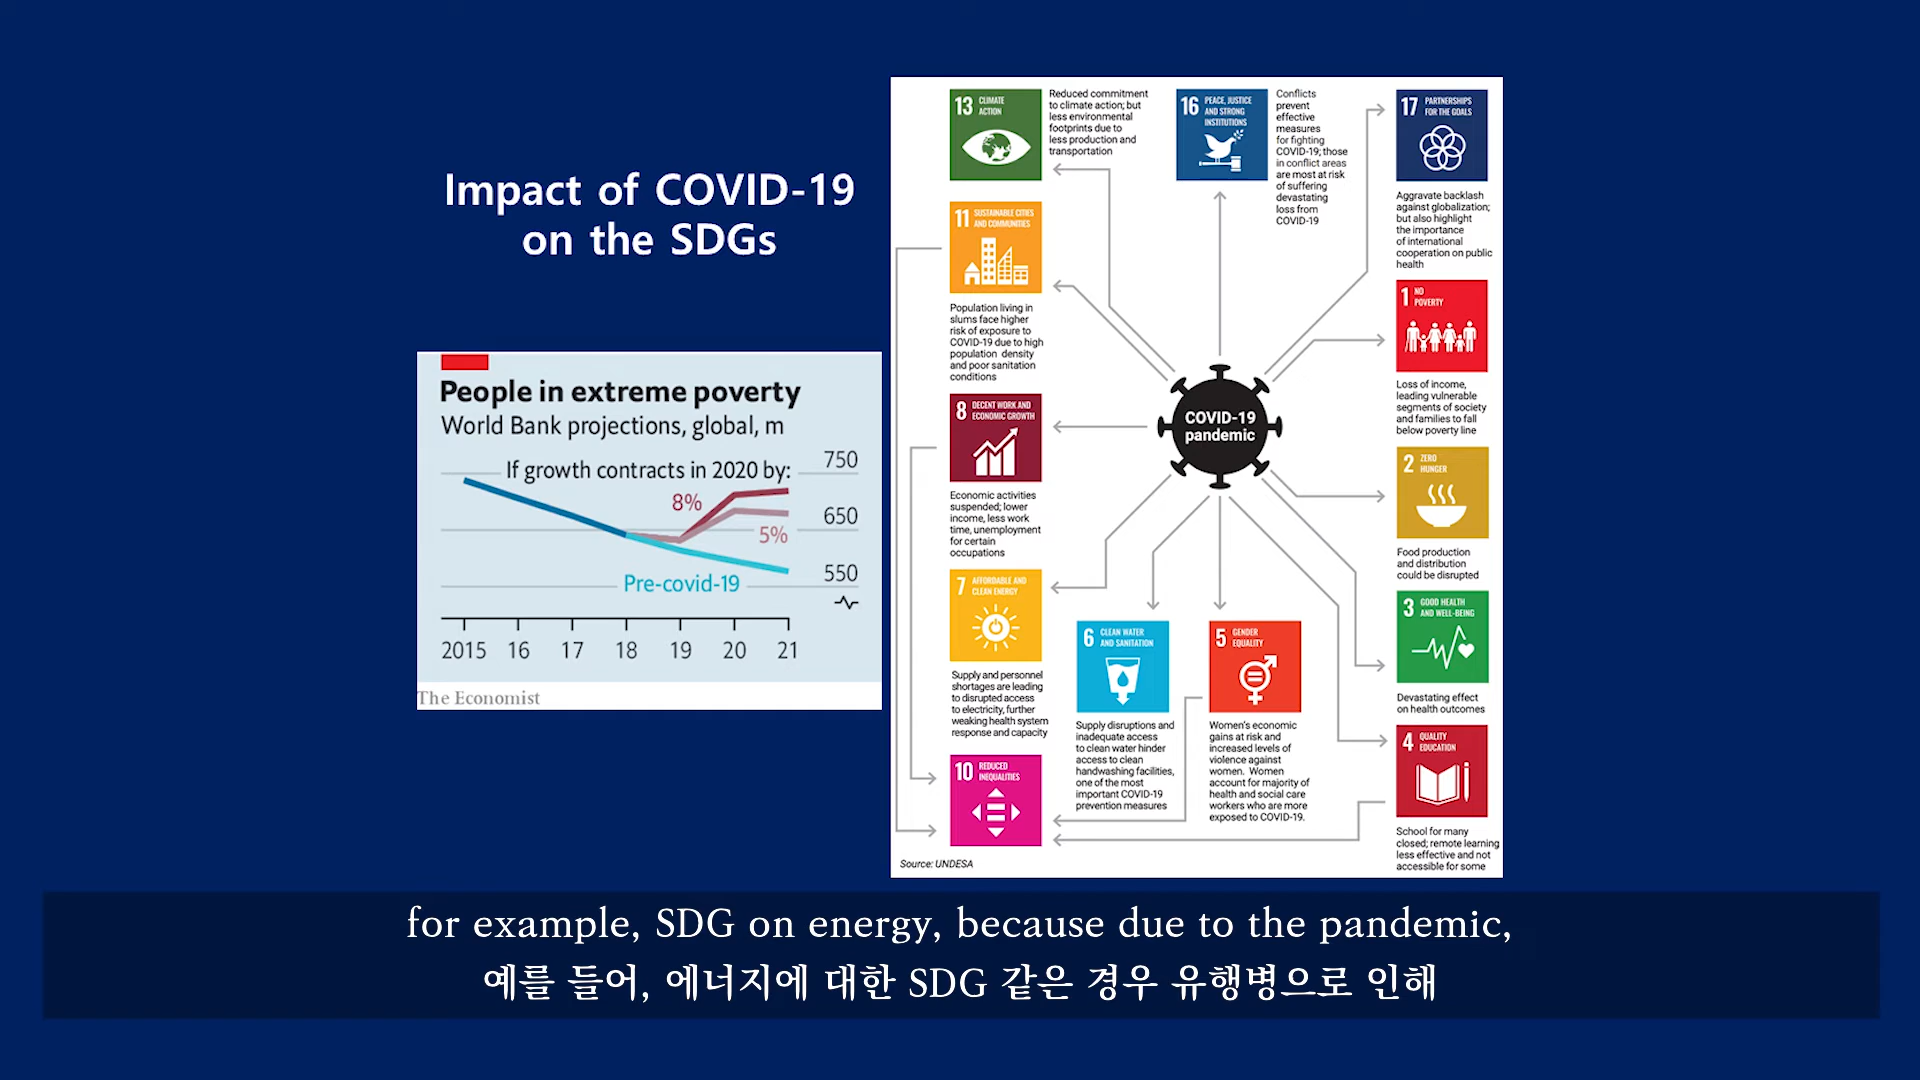 Impact of COVID-19
on the SDGs
People in extreme poverty
World Bank projections, global, m
If growth contracts in 2020 by:
750
8%
650
5%
550
Pre-covid-19
2015 16 17 18 19 20 21
The Economist
13 CLIMATE
ACTION
Reduced commitment
to climate action; but
less environmental
footprints due to
less production and
transportation
16 PEACE, JUSTICE
AND STRONG
INSTITUTIONS
Conflicts
prevent
effective
measures
for fighting
COVID-19; those
in conflict areas
are most at risk
of suffering
devastating
loss from
COVID-19
17 PARTNERSHIPS
FOR THE GOALS
Aggravate backlash
against globalization;
but also highlight
the importance
of international
cooperation on public
health
11 SUSTAINABLE CITIES
AND COMMUNITIES
Population living in
slums face higher
risk of exposure to
COVID-19 due to high
population density
and poor sanitation
conditions
1 NO
POVERTY
Loss of income,
leading vulnerable
segments of society
and families to fall
below poverty line
COVID-19
pandemic
8 DECENT WORK AND
ECONOMIC GROWTH
Economic activities
suspended; lower
income, less work
time, unemployment
for certain
occupations
2 ZERO
HUNGER
Food production
and distribution
could be disrupted
7 AFFORDABLE AND
CLEAN ENERGY
Supply and personnel
shortages are leading
to disrupted access
to electricity, further
weaking health system
response and capacity
3 GOOD HEALTH
AND WELL-BEING
Devastating effect
on health outcomes
6 CLEAN WATER
AND SANITATION
Supply disruptions and
inadequate access
to clean water hinder
access to clean
handwashing facilities,
one of the most
important COVID-19
prevention measures
5 GENDER
EQUALITY
Women's economic
gains at risk and
increased levels of
violence against
women. Women
account for majority of
health and social care
workers who are more
exposed to COVID-19.
4 QUALITY
EDUCATION
School for many
closed; remote learning
less effective and not
accessible for some
10 REDUCED
INEQUALITIES
Source: UNDESA
for example, SDG on energy, because due to the pandemic,
예를 들어, 에너지에 대한 SDG 같은 경우 유행병으로 인해